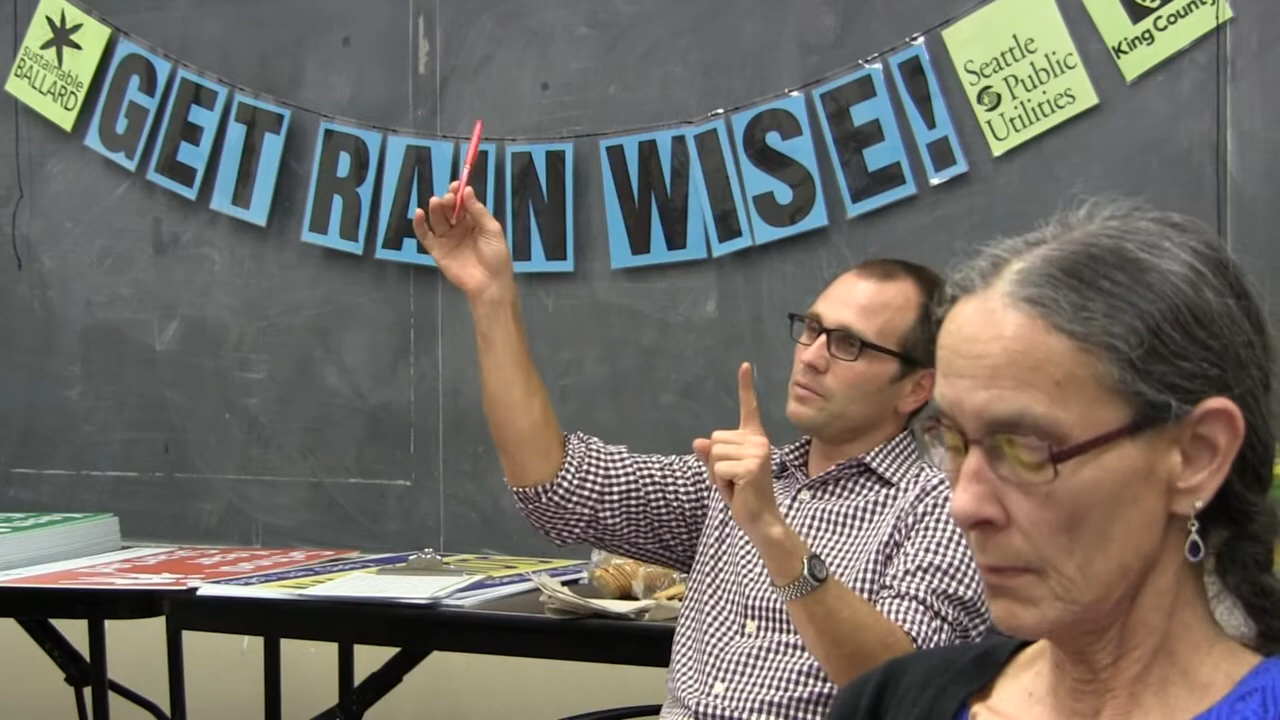 sustainable
BALLARD
GET RAIN WISE!
Seattle
Public
Utilities
King County